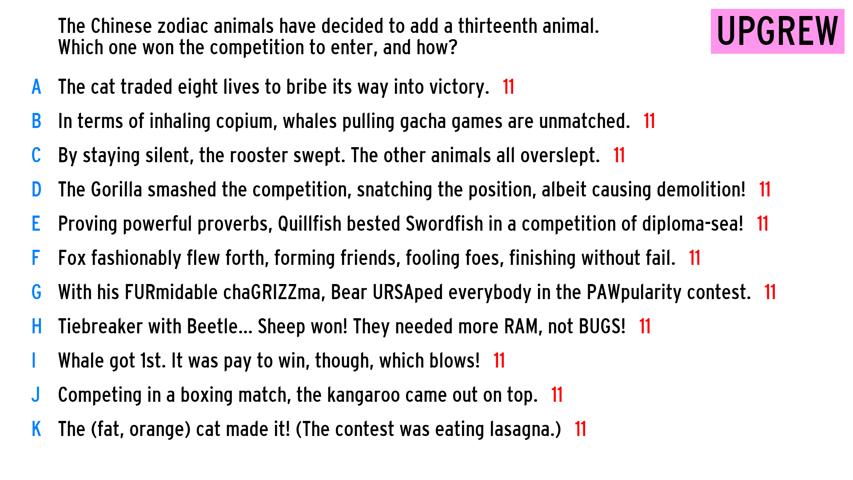 The Chinese zodiac animals have decided to add a thirteenth animal.
Which one won the competition to enter, and how?
UPGREW
A The cat traded eight lives to bribe its way into victory. 11
B In terms of inhaling copium, whales pulling gacha games are unmatched. 11
C By staying silent, the rooster swept. The other animals all overslept. 11
D The Gorilla smashed the competition, snatching the position, albeit causing demolition! 11
E Proving powerful proverbs, Quillfish bested Swordfish in a competition of diploma-sea! 11
F Fox fashionably flew forth, forming friends, fooling foes, finishing without fail. 11
G With his FURmidable chaGRIZZma, Bear URSAped everybody in the PAWpularity contest. 11
H Tiebreaker with Beetle... Sheep won! They needed more RAM, not BUGS! 11
I Whale got 1st. It was pay to win, though, which blows! 11
J Competing in a boxing match, the kangaroo came out on top. 11
K The (fat, orange) cat made it! (The contest was eating lasagna.) 11